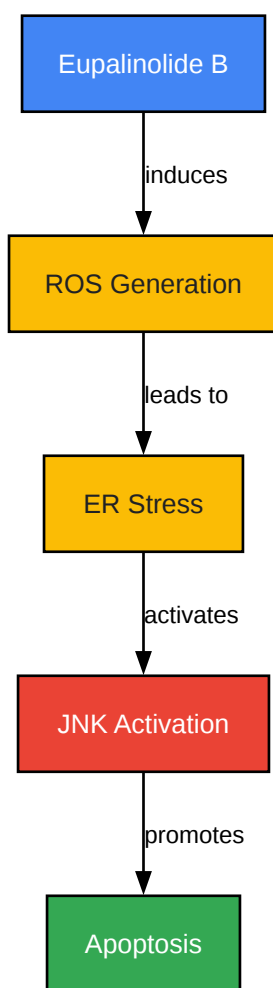 Eupalinolide B
induces
ROS Generation
leads to
ER Stress
activates
JNK Activation
promotes
Apoptosis